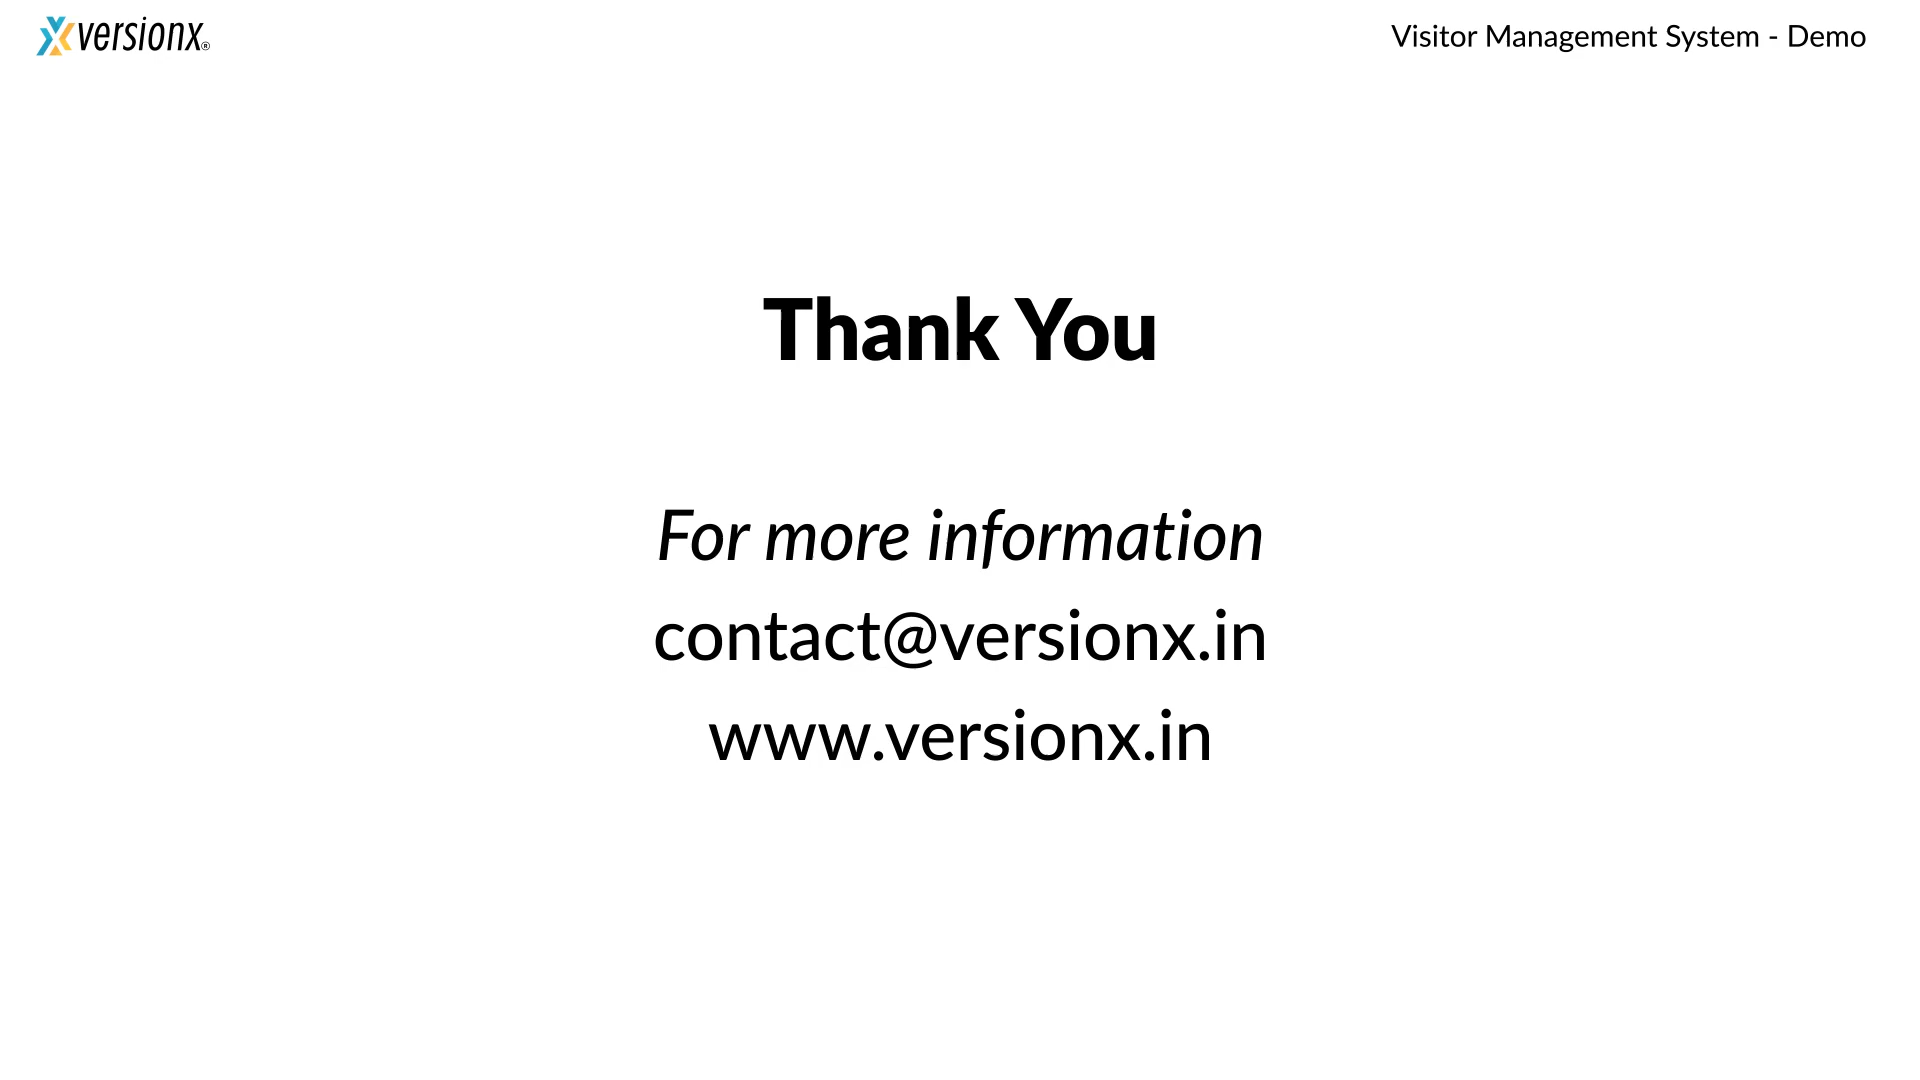 versionx®
Visitor Management System - Demo
Thank You
For more information
contact@versionx.in
www.versionx.in